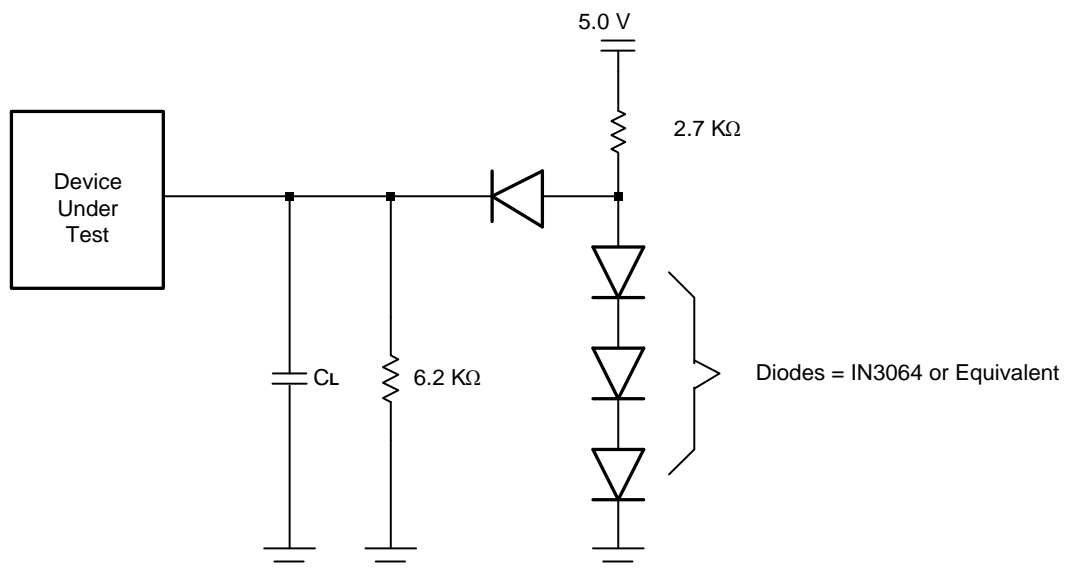 5.0 V
2.7 KΩ
Device
Under
Test
CL
6.2 KΩ
Diodes = IN3064 or Equivalent